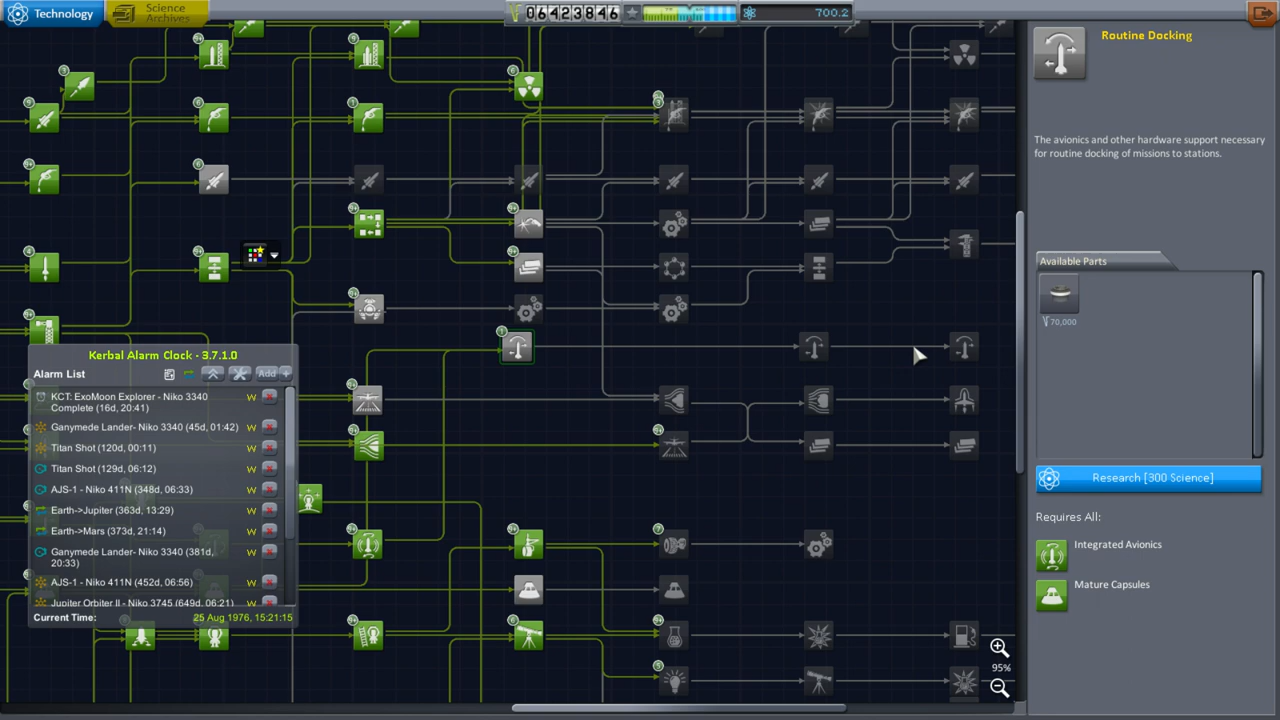 Technology
Science
Archives
06423846
700.2
Routine Docking
The avionics and other hardware support necessary
for routine docking of missions to stations.
Available Parts
70,000
Research [300 Science]
Requires All:
Integrated Avionics
Mature Capsules
Kerbal Alarm Clock - 3.7.1.0
Alarm List
Add
+
KCT: ExoMoon Explorer - Niko 3340
Complete (16d, 20:41)
W
Ganymede Lander- Niko 3340 (45d, 01:42)
W
Titan Shot (120d, 00:11)
W
Titan Shot (129d, 06:12)
W
AJS-1 - Niko 411N (348d, 06:33)
W
Earth->Jupiter (363d, 13:29)
W
Earth->Mars (373d, 21:14)
W
Ganymede Lander- Niko 3340 (381d,
20:33)
W
AJS-1 - Niko 411N (452d, 06:56)
W
Jupiter Orbiter II - Niko 3745 (649d, 06:21)
W
Current Time:
25 Aug 1976, 15:21:15
95%